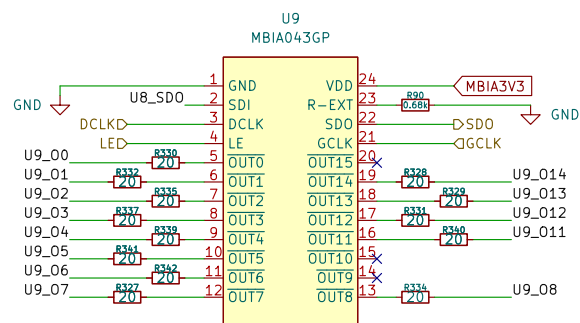 U9
MBIA043GP
1 GND VDD 24 MBIA3V3
GND U8_SDO 2 SDI R-EXT 23 R90 0.68k GND
DCLK 3 DCLK SDO 22 SDO
LE 4 LE GCLK 21 GCLK
U9_O0 R330 20 5 OUT0 OUT15 20
U9_O1 R332 20 6 OUT1 OUT14 19 R328 20 U9_O14
U9_O2 R335 20 7 OUT2 OUT13 18 R329 20 U9_O13
U9_O3 R337 20 8 OUT3 OUT12 17 R331 20 U9_O12
U9_O4 R339 20 9 OUT4 OUT11 16 R340 20 U9_O11
U9_O5 R341 20 10 OUT5 OUT10 15
U9_O6 R342 20 11 OUT6 OUT9 14
U9_O7 R327 20 12 OUT7 OUT8 13 R334 20 U9_O8